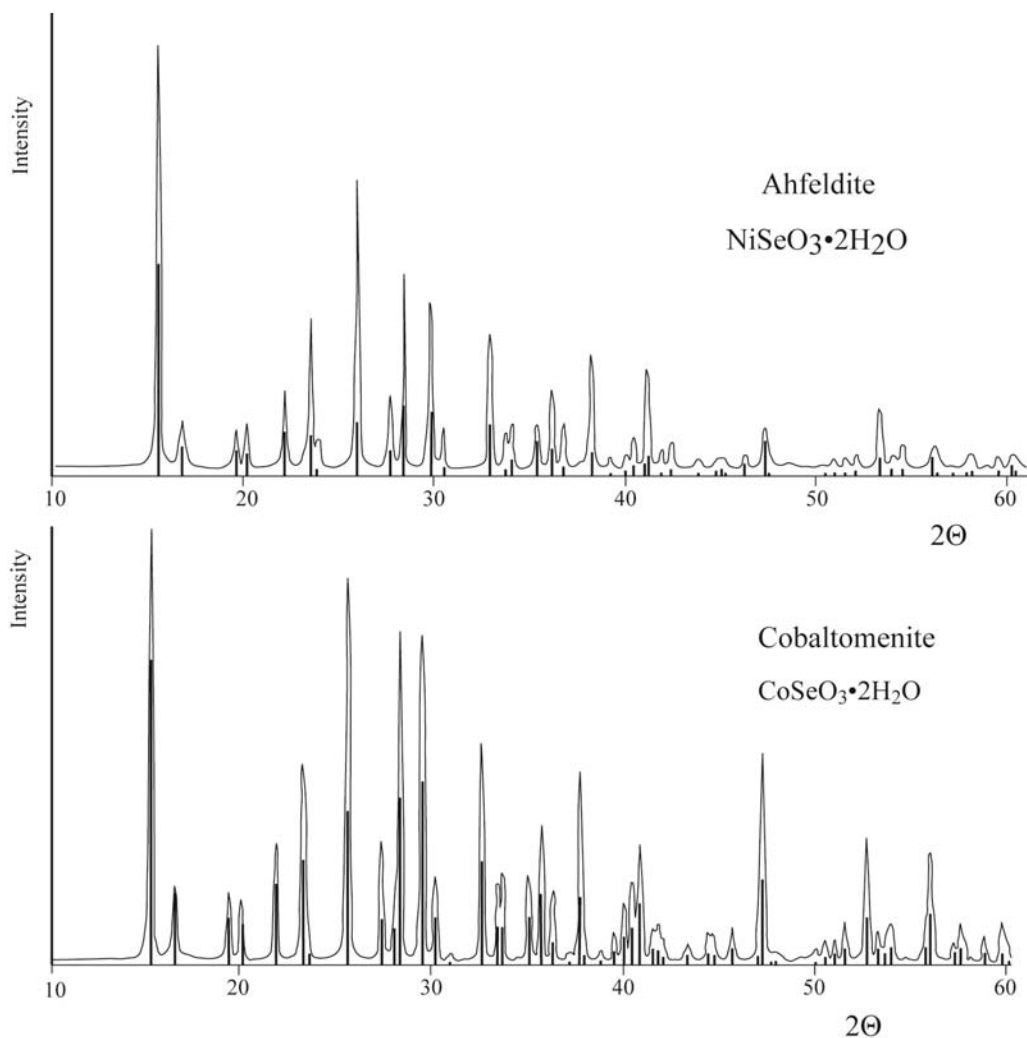 Intensity
Ahfeldite
NiSeO3•2H2O
10 20 30 40 50 60
2Θ
Intensity
Cobaltomenite
CoSeO₃•2H₂O
10 20 30 40 50 60
2Θ